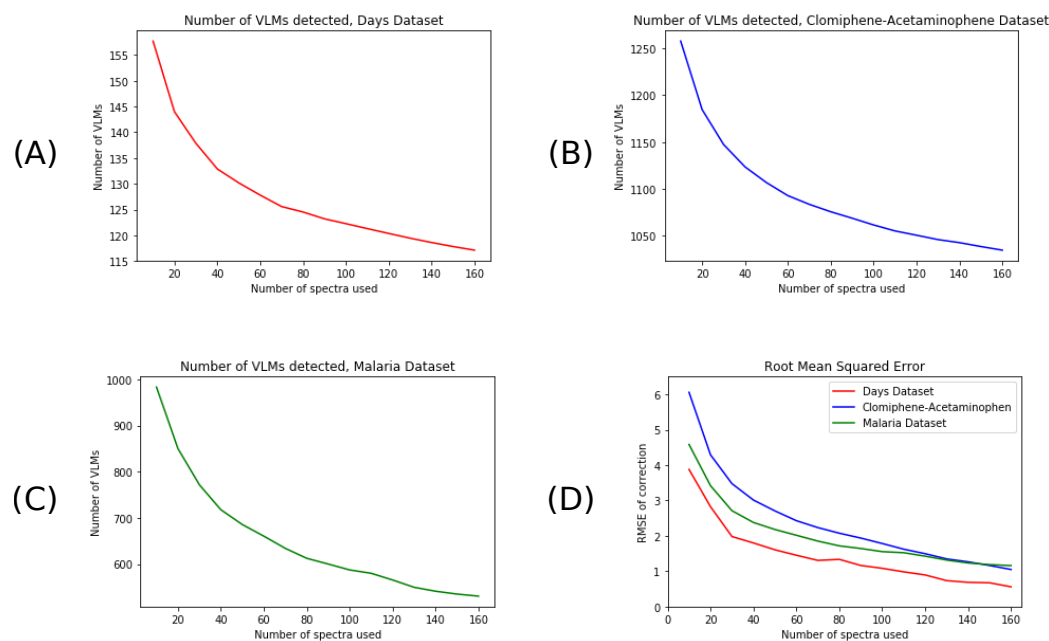 Number of VLMs detected, Days Dataset
(A)
Number of VLMs
155
150
145
140
135
130
125
120
115
20 40 60 80 100 120 140 160
Number of spectra used
Number of VLMs detected, Clomiphene-Acetaminophene Dataset
(B)
Number of VLMs
1250
1200
1150
1100
1050
20 40 60 80 100 120 140 160
Number of spectra used
Number of VLMs detected, Malaria Dataset
(C)
Number of VLMs
1000
900
800
700
600
20 40 60 80 100 120 140 160
Number of spectra used
Root Mean Squared Error
(D)
RMSE of correction
6
5
4
3
2
1
0
Days Dataset
Clomiphene-Acetaminophen
Malaria Dataset
0 20 40 60 80 100 120 140 160
Number of spectra used